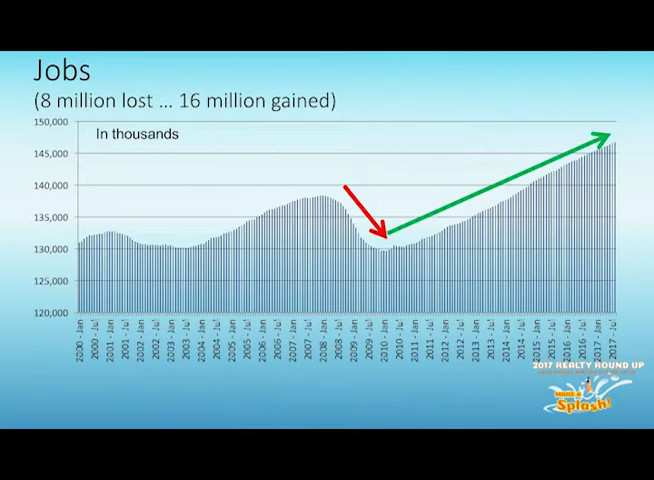 Jobs
(8 million lost ... 16 million gained)
In thousands
150,000
145,000
140,000
135,000
130,000
125,000
120,000
2000 - Jan
2000 - Jul
2001 - Jan
2001 - Jul
2002 - Jan
2002 - Jul
2003 - Jan
2003 - Jul
2004 - Jan
2004 - Jul
2005 - Jan
2005 - Jul
2006 - Jan
2006 - Jul
2007 - Jan
2007 - Jul
2008 - Jan
2008 - Jul
2009 - Jan
2009 - Jul
2010 - Jan
2010 - Jul
2011 - Jan
2011 - Jul
2012 - Jan
2012 - Jul
2013 - Jan
2013 - Jul
2014 - Jan
2014 - Jul
2015 - Jan
2015 - Jul
2016 - Jan
2016 - Jul
2017 - Jan
2017 - Jul
2017 REALTY ROUND UP
MAKE A
Splash!